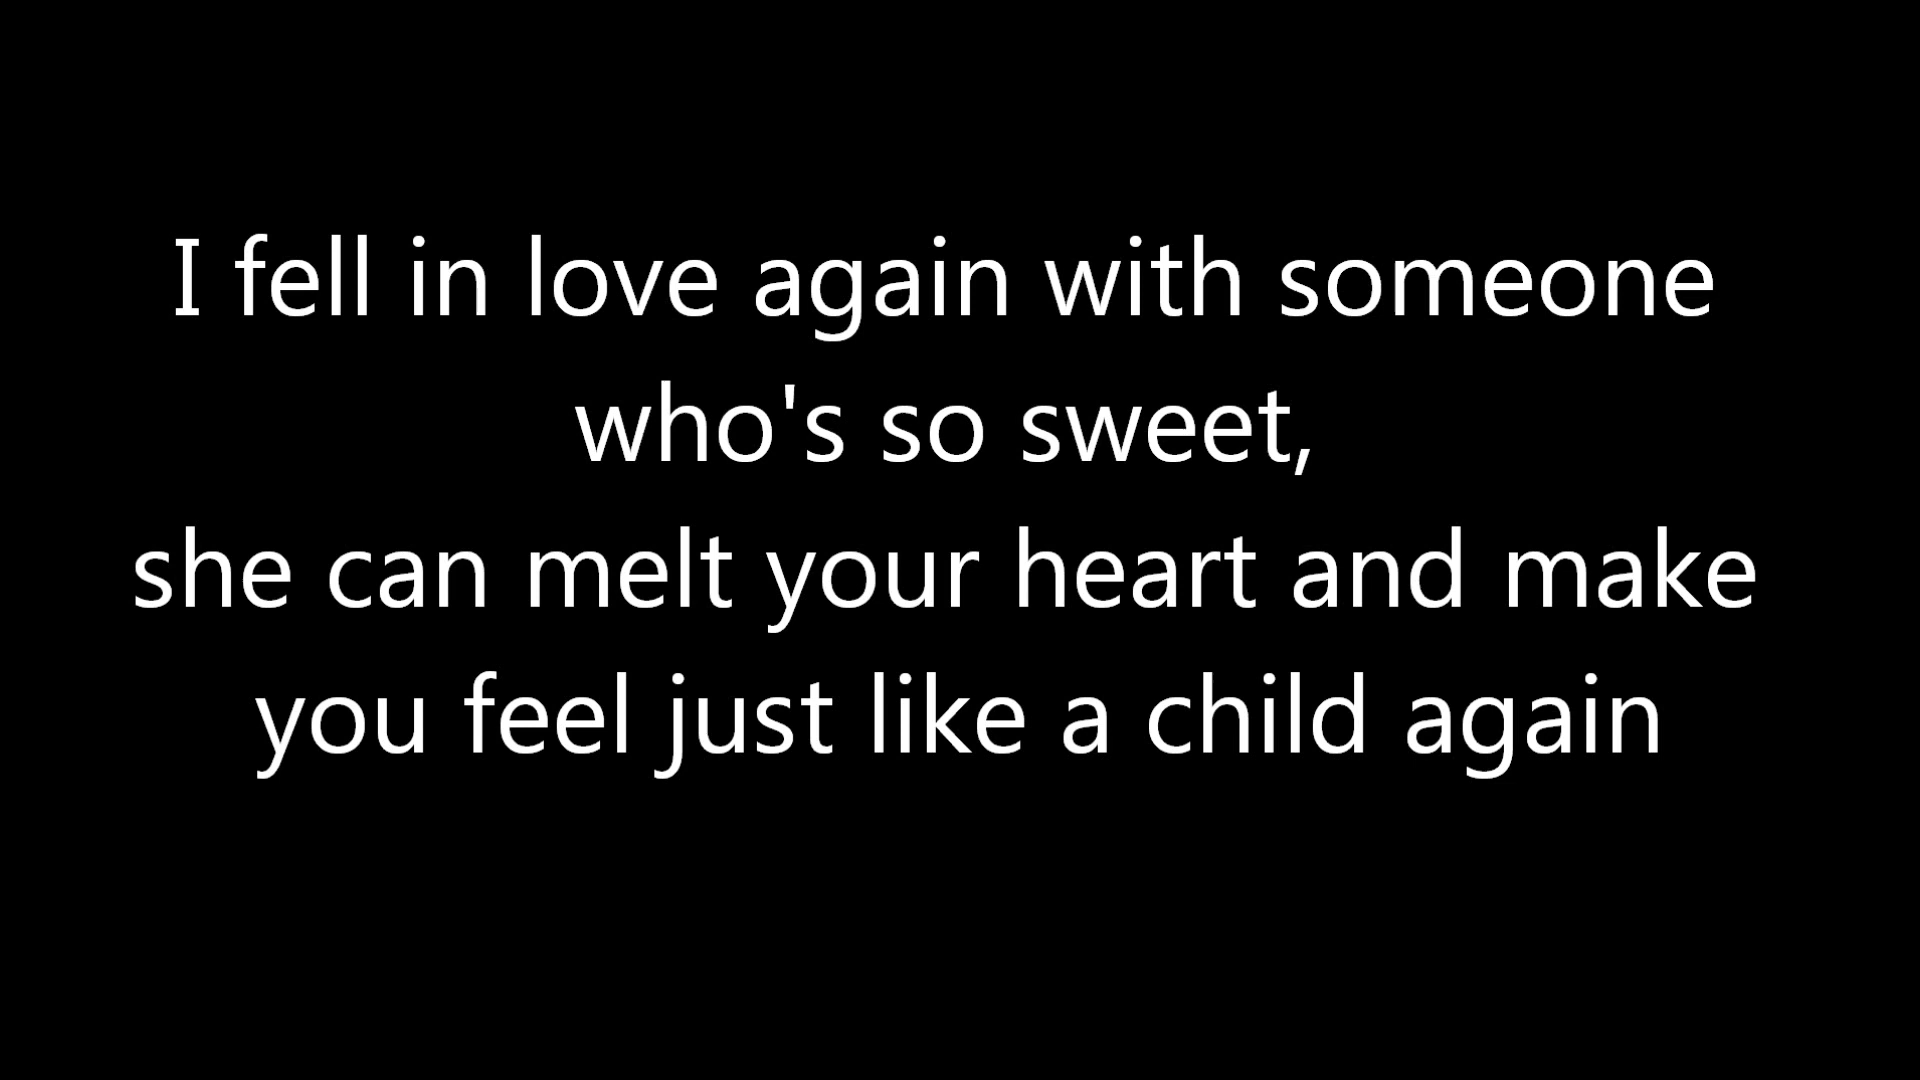 I fell in love again with someone
who's so sweet,
she can melt your heart and make
you feel just like a child again